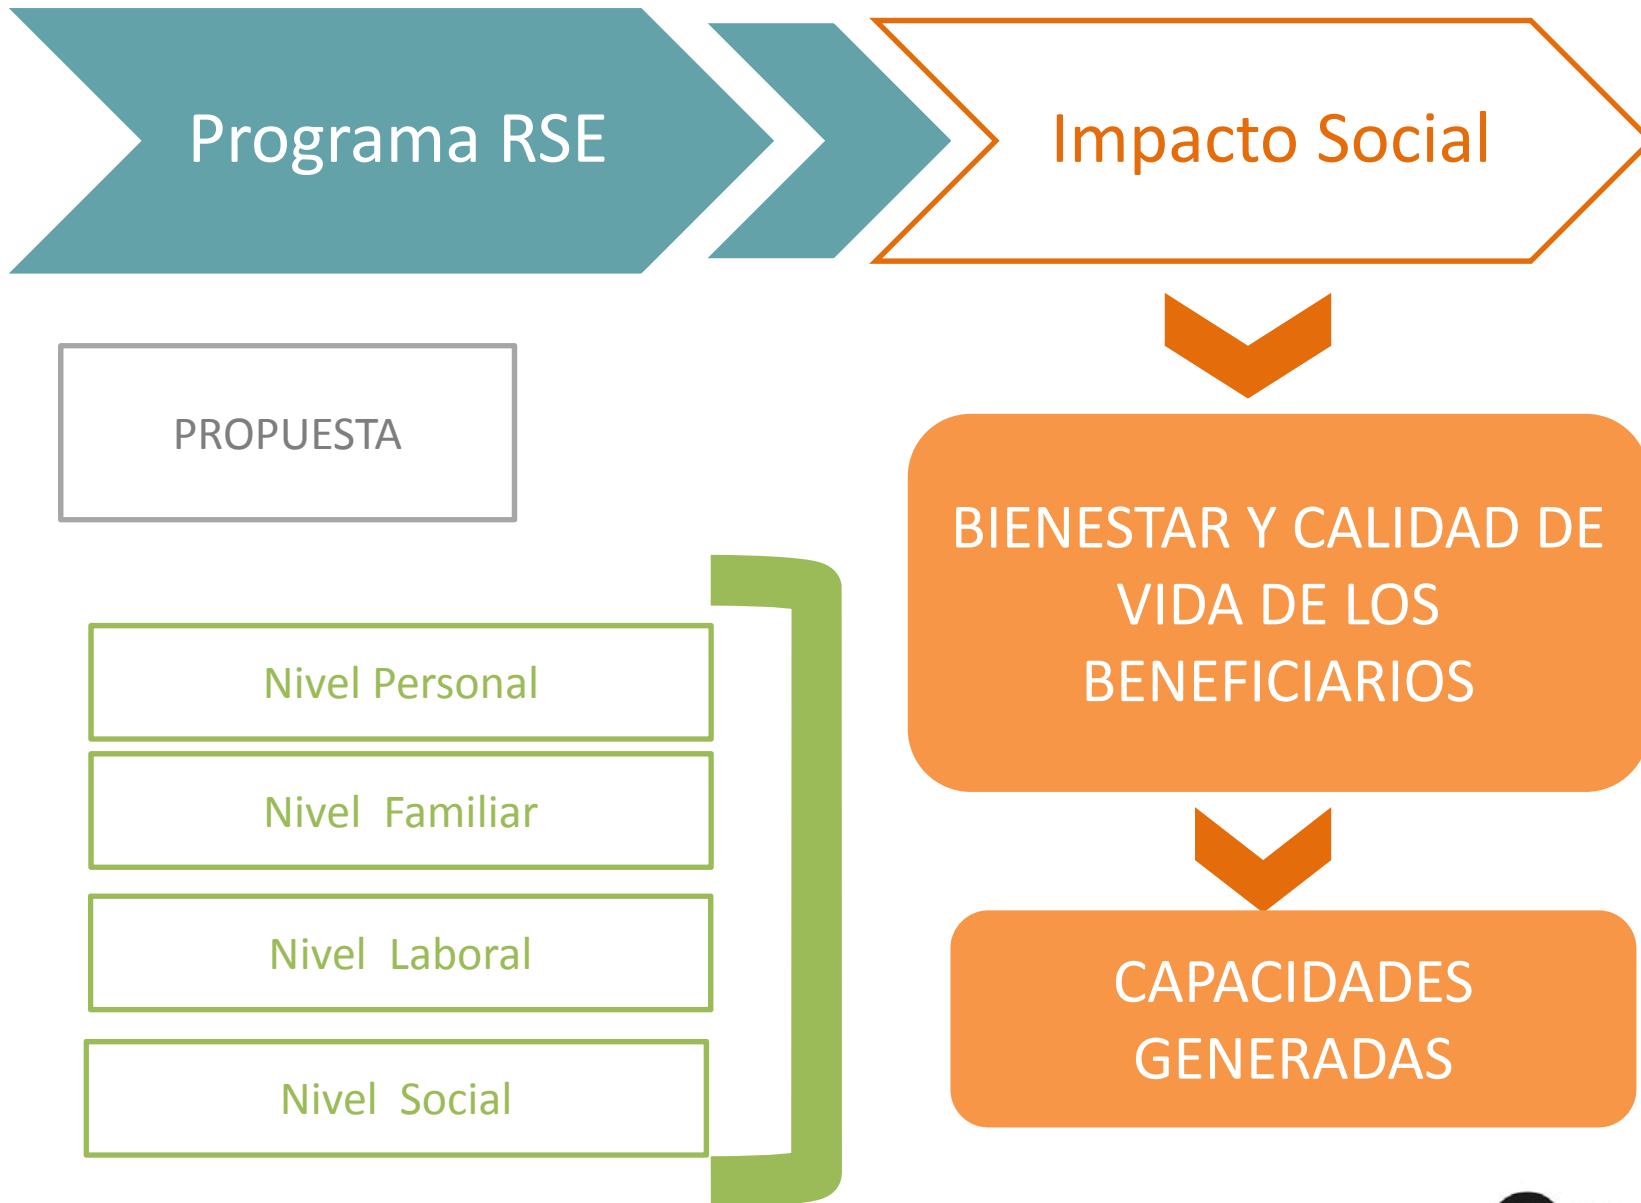 Programa RSE
Impacto Social
PROPUESTA
Nivel Personal
Nivel  Familiar
Nivel  Laboral
Nivel  Social
BIENESTAR Y CALIDAD DE
VIDA DE LOS
BENEFICIARIOS
CAPACIDADES
GENERADAS